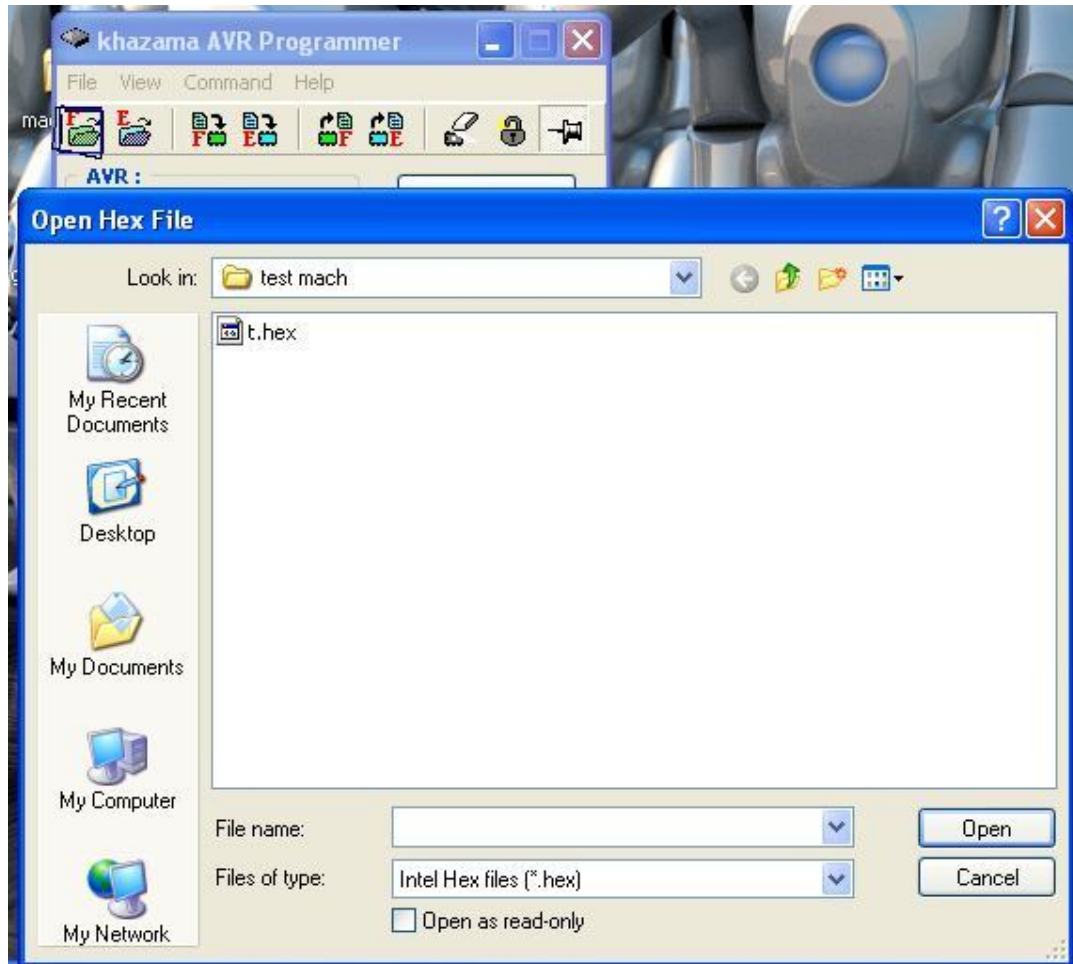 khazama AVR Programmer
File View Command Help
ma
F E F E F E
AVR :
Open Hex File
Look in: test mach
t.hex
My Recent
Documents
Desktop
My Documents
My Computer
My Network
File name:
Open
Files of type: Intel Hex files (*.hex)
Cancel
Open as read-only